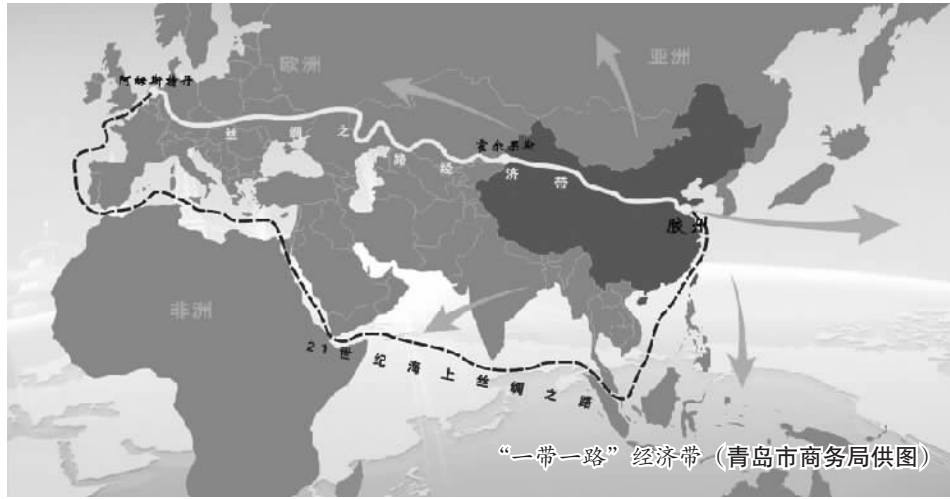 欧洲
亚洲
阿姆斯特丹
丝绸之路经济带
霍尔果斯
胶州
非洲
21世纪海上丝绸之路
“一带一路”经济带（青岛市商务局供图）